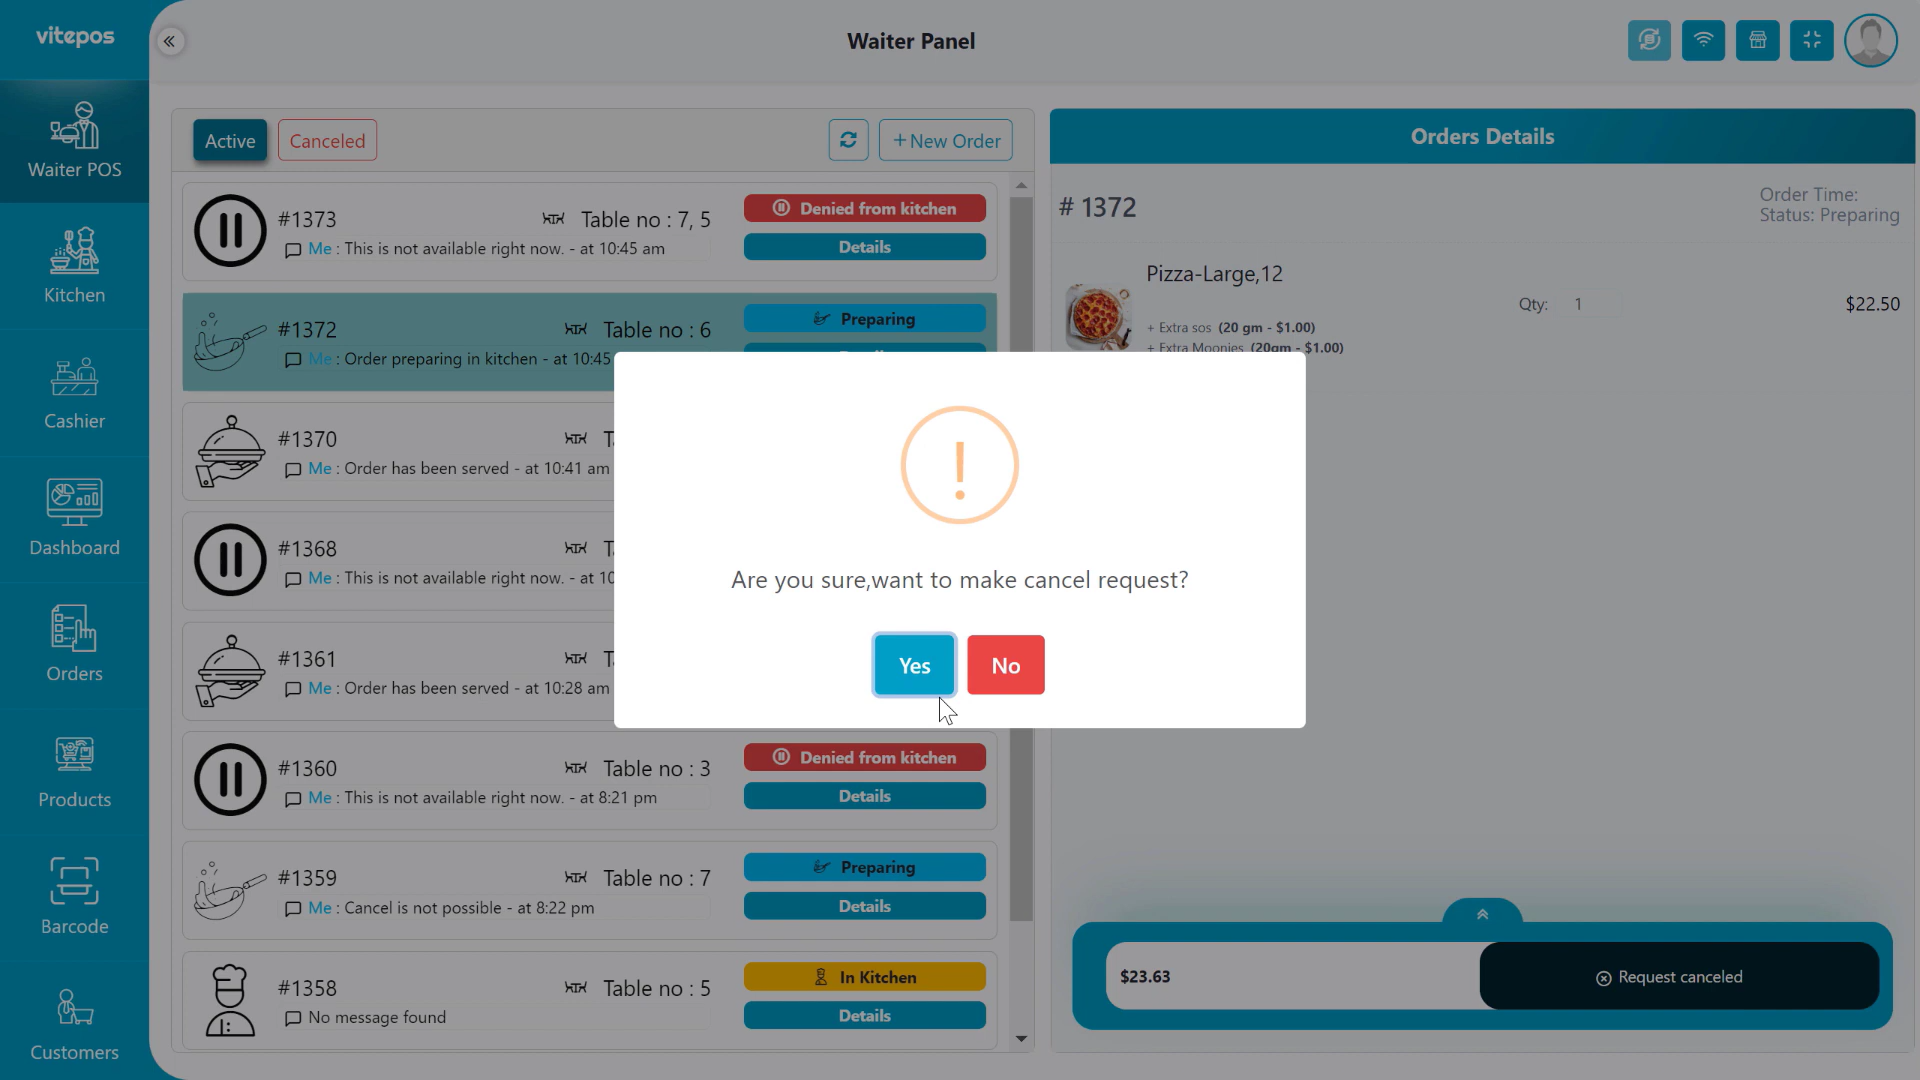 vitepos
Waiter Panel
Waiter POS
Kitchen
Cashier
Dashboard
Orders
Products
Barcode
Customers
Active
Canceled
+ New Order
#1373
Table no : 7, 5
Denied from kitchen
Me : This is not available right now. - at 10:45 am
Details
#1372
Table no : 6
Preparing
Me : Order preparing in kitchen - at 10:45
#1370
Me : Order has been served - at 10:41 am
#1368
Me : This is not available right now. - at 10
#1361
Me : Order has been served - at 10:28 am
#1360
Table no : 3
Denied from kitchen
Me : This is not available right now. - at 8:21 pm
Details
#1359
Table no : 7
Preparing
Me : Cancel is not possible - at 8:22 pm
Details
#1358
Table no : 5
In Kitchen
No message found
Details
Are you sure,want to make cancel request?
Yes
No
Orders Details
# 1372
Order Time:
Status: Preparing
Pizza-Large,12
Qty: 1
$22.50
+ Extra sos (20 gm - $1.00)
+ Extra Moonies (20gm - $1.00)
$23.63
Request canceled